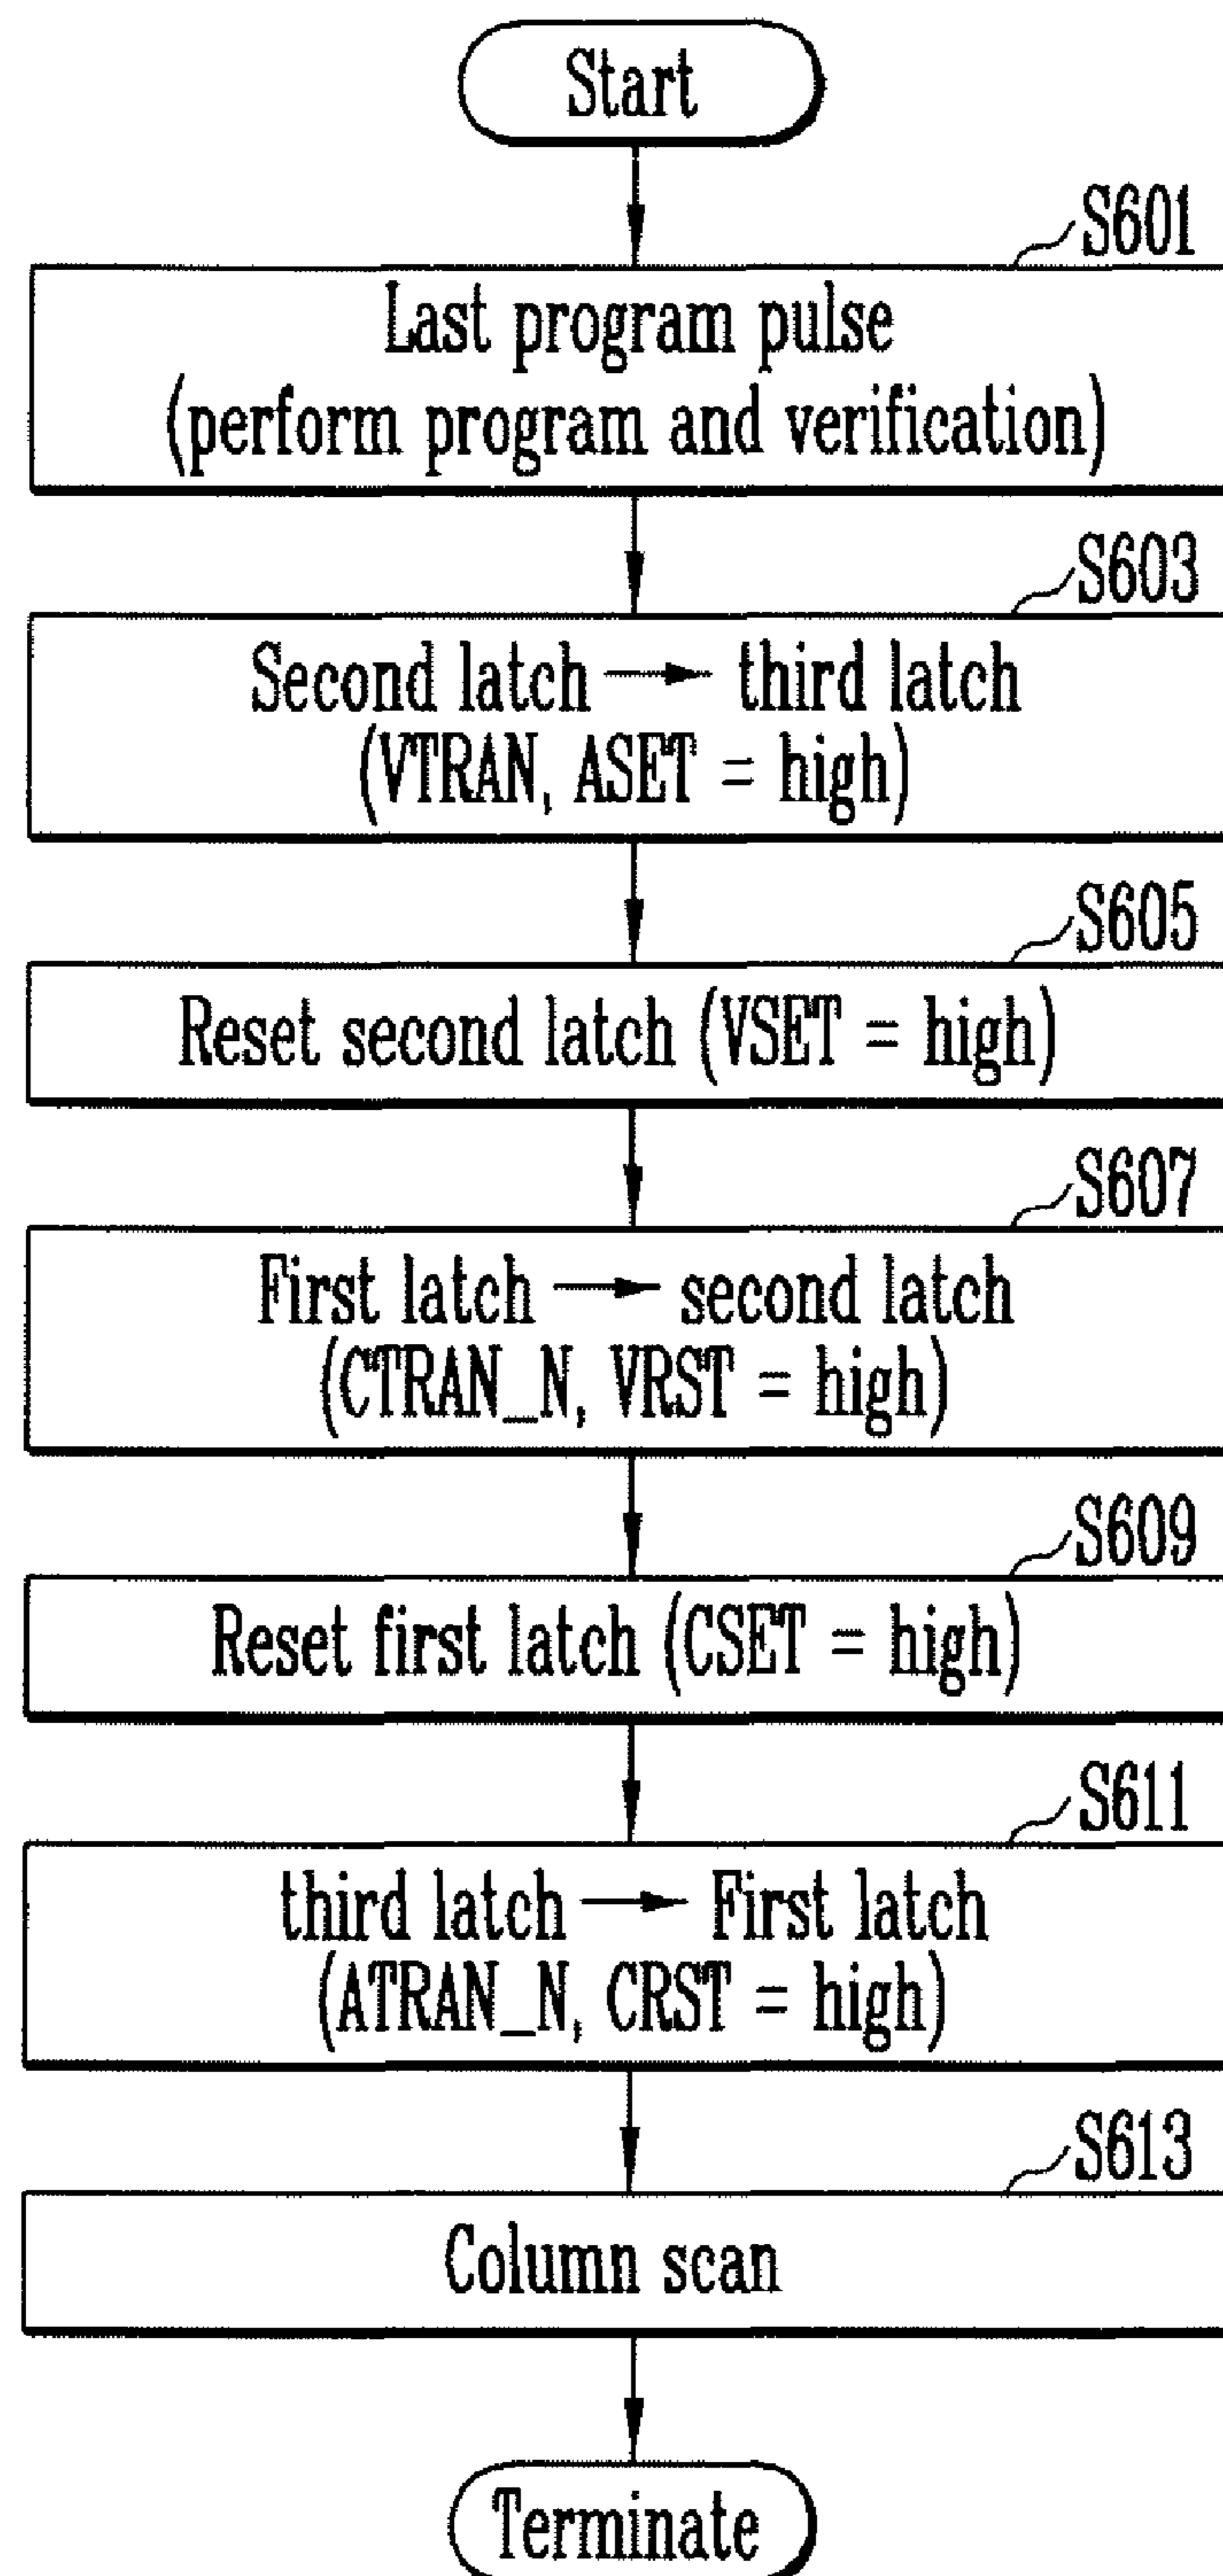 Start
S601
Last program pulse
(perform program and verification)
S603
Second latch → third latch
(VTRAN, ASET = high)
S605
Reset second latch (VSET = high)
S607
First latch → second latch
(CTRAN_N, VRST = high)
S609
Reset first latch (CSET = high)
S611
third latch → First latch
(ATRAN_N, CRST = high)
S613
Column scan
Terminate